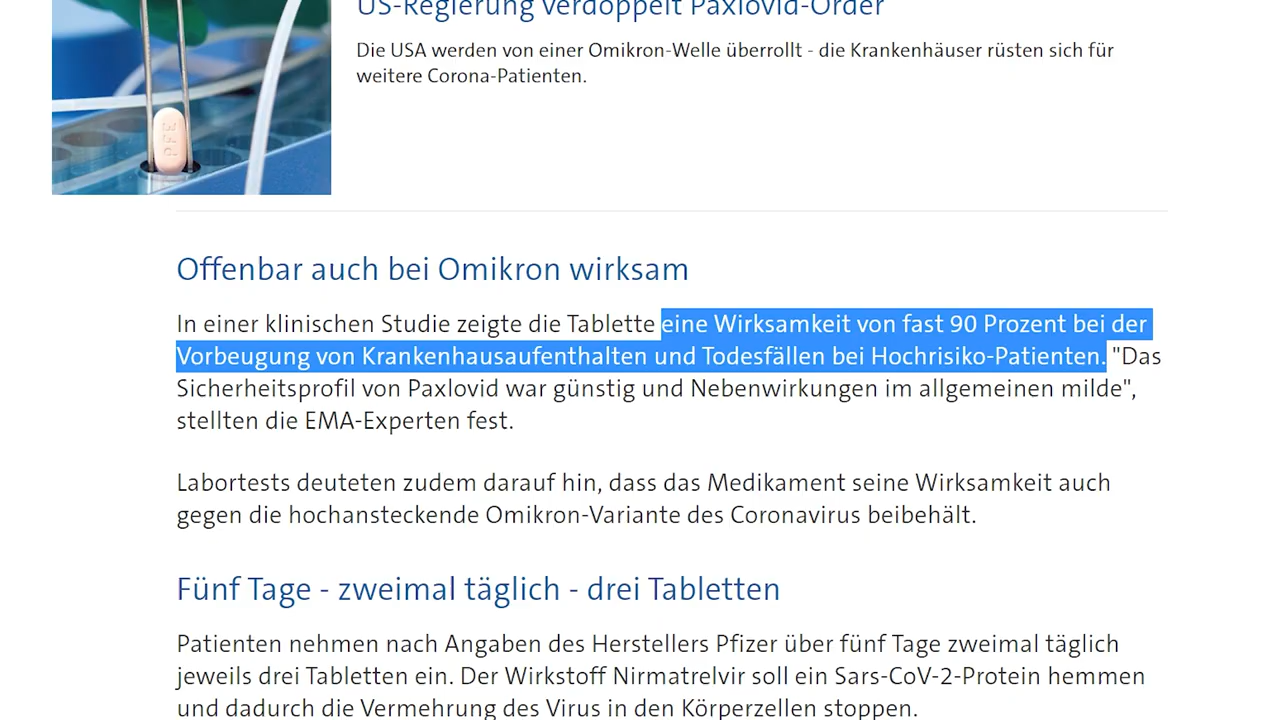 US-Regierung verdoppelt Paxlovid-Order
Die USA werden von einer Omikron-Welle überrollt - die Krankenhäuser rüsten sich für
weitere Corona-Patienten.
PFE
Offenbar auch bei Omikron wirksam
In einer klinischen Studie zeigte die Tablette eine Wirksamkeit von fast 90 Prozent bei der
Vorbeugung von Krankenhausaufenthalten und Todesfällen bei Hochrisiko-Patienten. "Das
Sicherheitsprofil von Paxlovid war günstig und Nebenwirkungen im allgemeinen milde",
stellten die EMA-Experten fest.
Labortests deuteten zudem darauf hin, dass das Medikament seine Wirksamkeit auch
gegen die hochansteckende Omikron-Variante des Coronavirus beibehält.
Fünf Tage - zweimal täglich - drei Tabletten
Patienten nehmen nach Angaben des Herstellers Pfizer über fünf Tage zweimal täglich
jeweils drei Tabletten ein. Der Wirkstoff Nirmatrelvir soll ein Sars-CoV-2-Protein hemmen
und dadurch die Vermehrung des Virus in den Körperzellen stoppen.